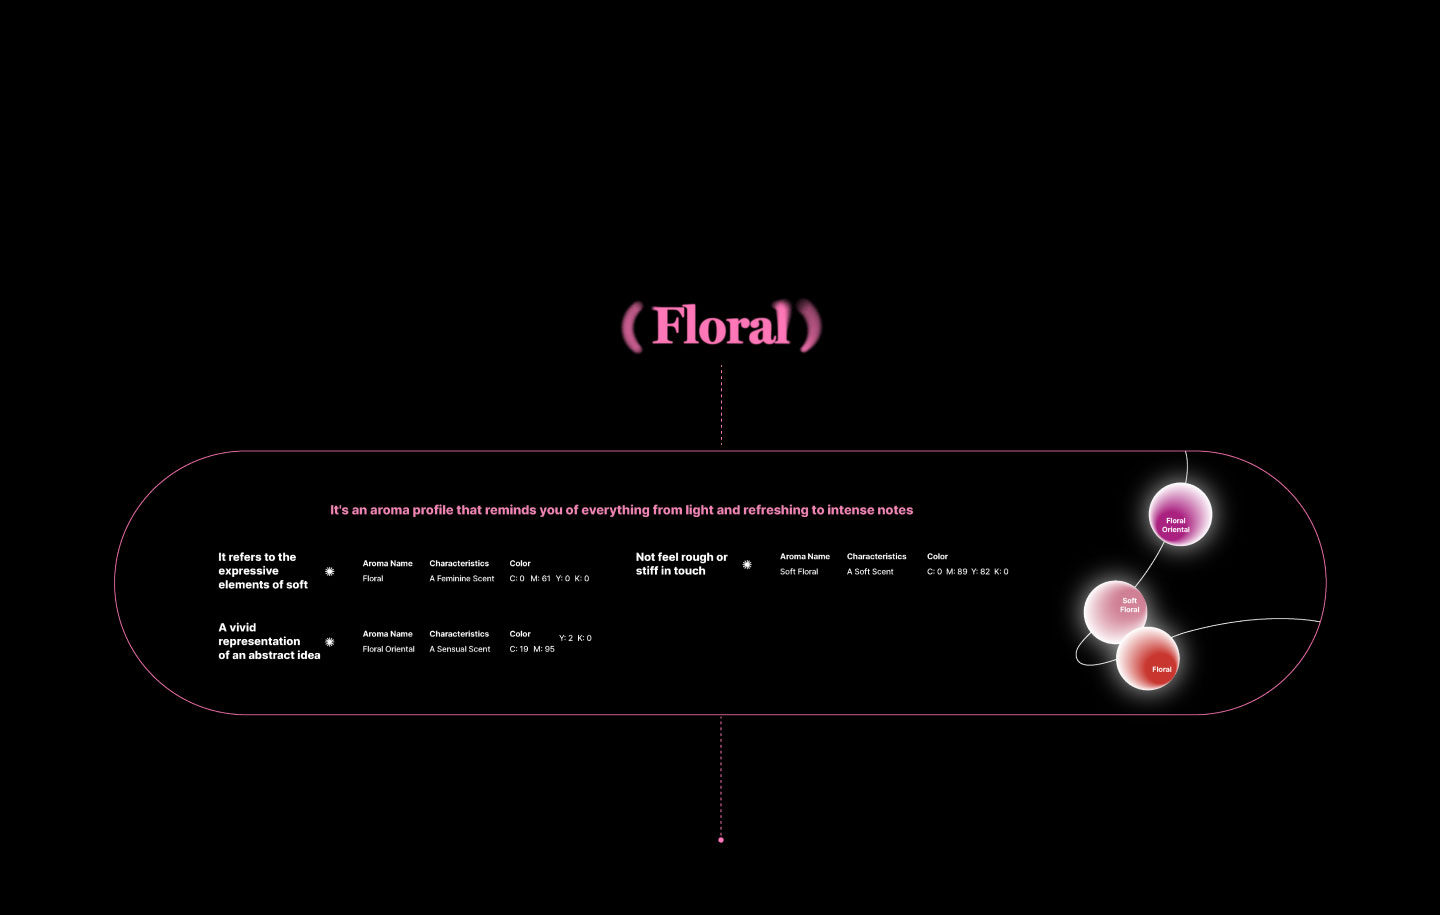 ( Floral )
It's an aroma profile that reminds you of everything from light and refreshing to intense notes
It refers to the
expressive
elements of soft
Aroma Name Characteristics Color
Floral A Feminine Scent C: 0 M: 61 Y: 0 K: 0
Not feel rough or
stiff in touch
Aroma Name Characteristics Color
Soft Floral A Soft Scent C: 0 M: 89 Y: 82 K: 0
A vivid
representation
of an abstract idea
Aroma Name Characteristics Color
Floral Oriental A Sensual Scent C: 19 M: 95
Y: 2 K: 0
Floral
Oriental
Soft
Floral
Floral